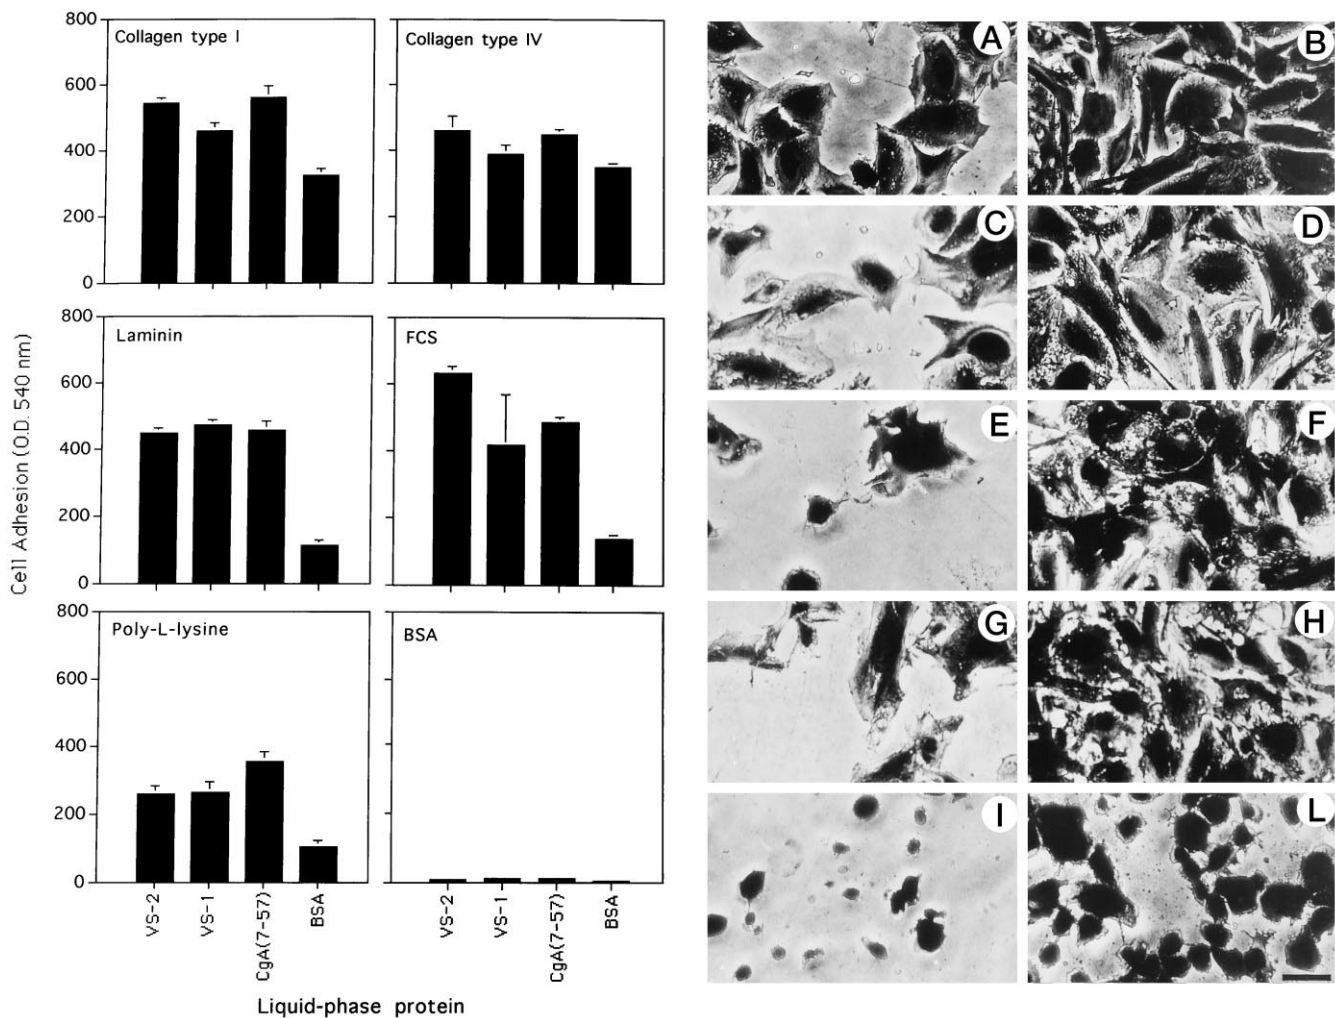 Cell Adhesion (O.D. 540 nm)
800
600
400
200
0
Collagen type I
Collagen type IV
800
600
400
200
0
Laminin
FCS
800
600
400
200
0
Poly-L-lysine
BSA
VS-2
VS-1
CgA(7-57)
BSA
VS-2
VS-1
CgA(7-57)
BSA
Liquid-phase protein
A
B
C
D
E
F
G
H
I
L